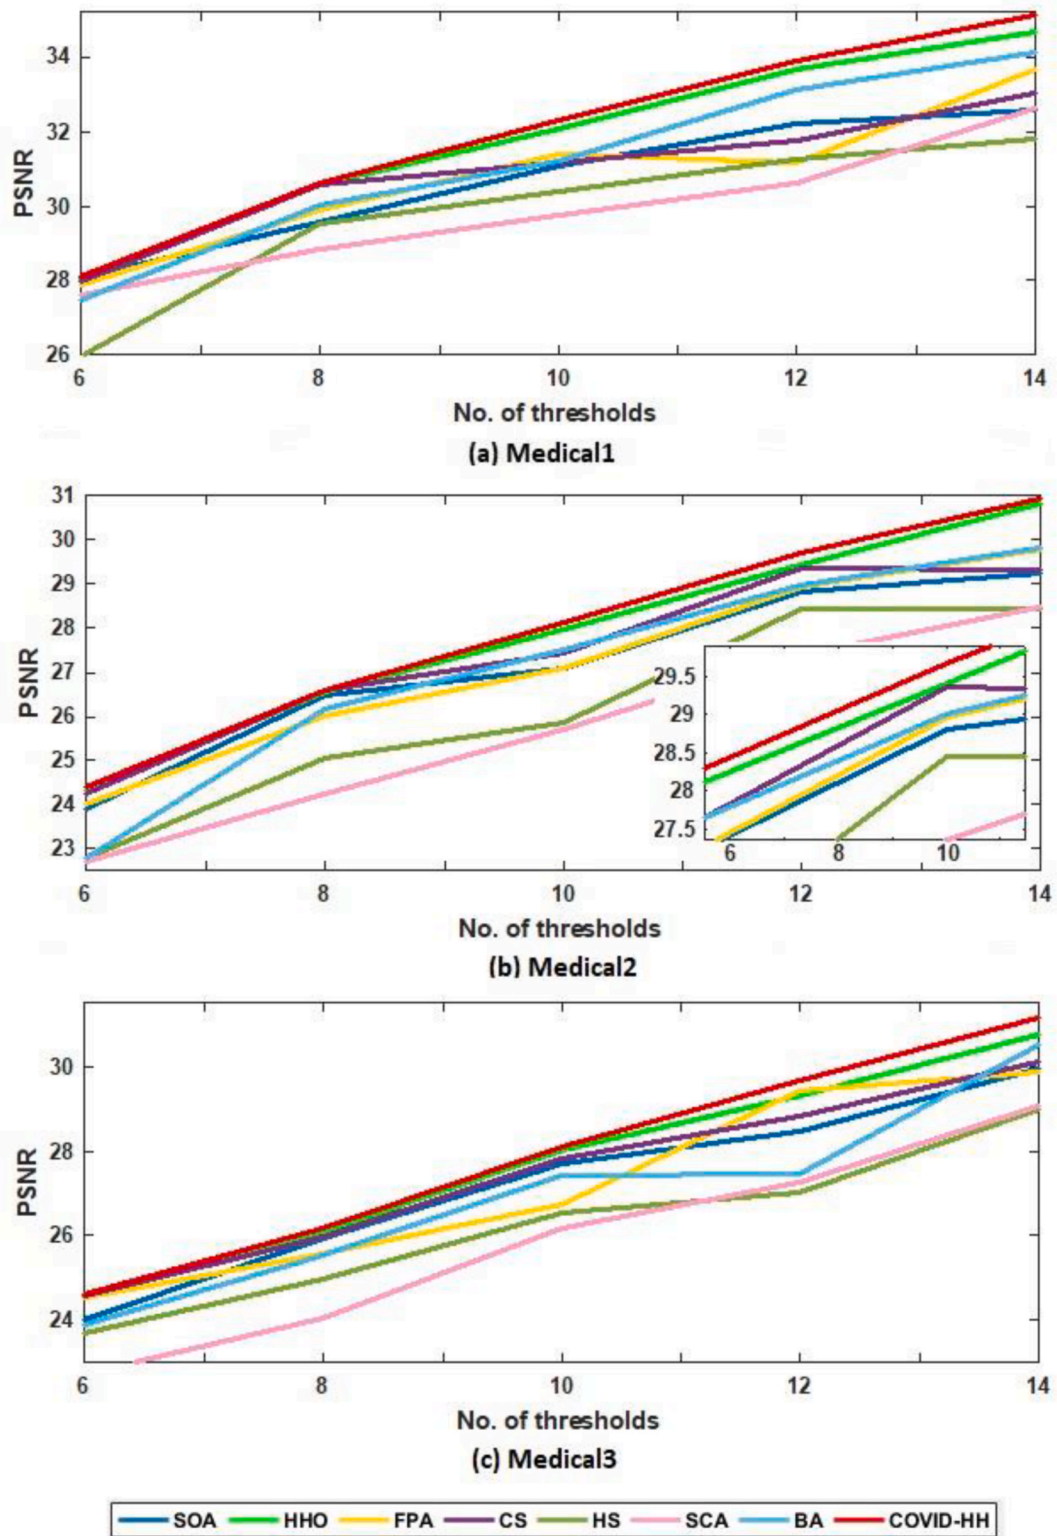 34
32
30
28
26
PSNR
6 8 10 12 14
No. of thresholds
(a) Medical1
31
30
29
28
27
26
25
24
23
PSNR
29.5
29
28.5
28
27.5
6 8 10
6 8 10 12 14
No. of thresholds
(b) Medical2
30
28
26
24
PSNR
6 8 10 12 14
No. of thresholds
(c) Medical3
SOA HHO FPA CS HS SCA BA COVID-HH